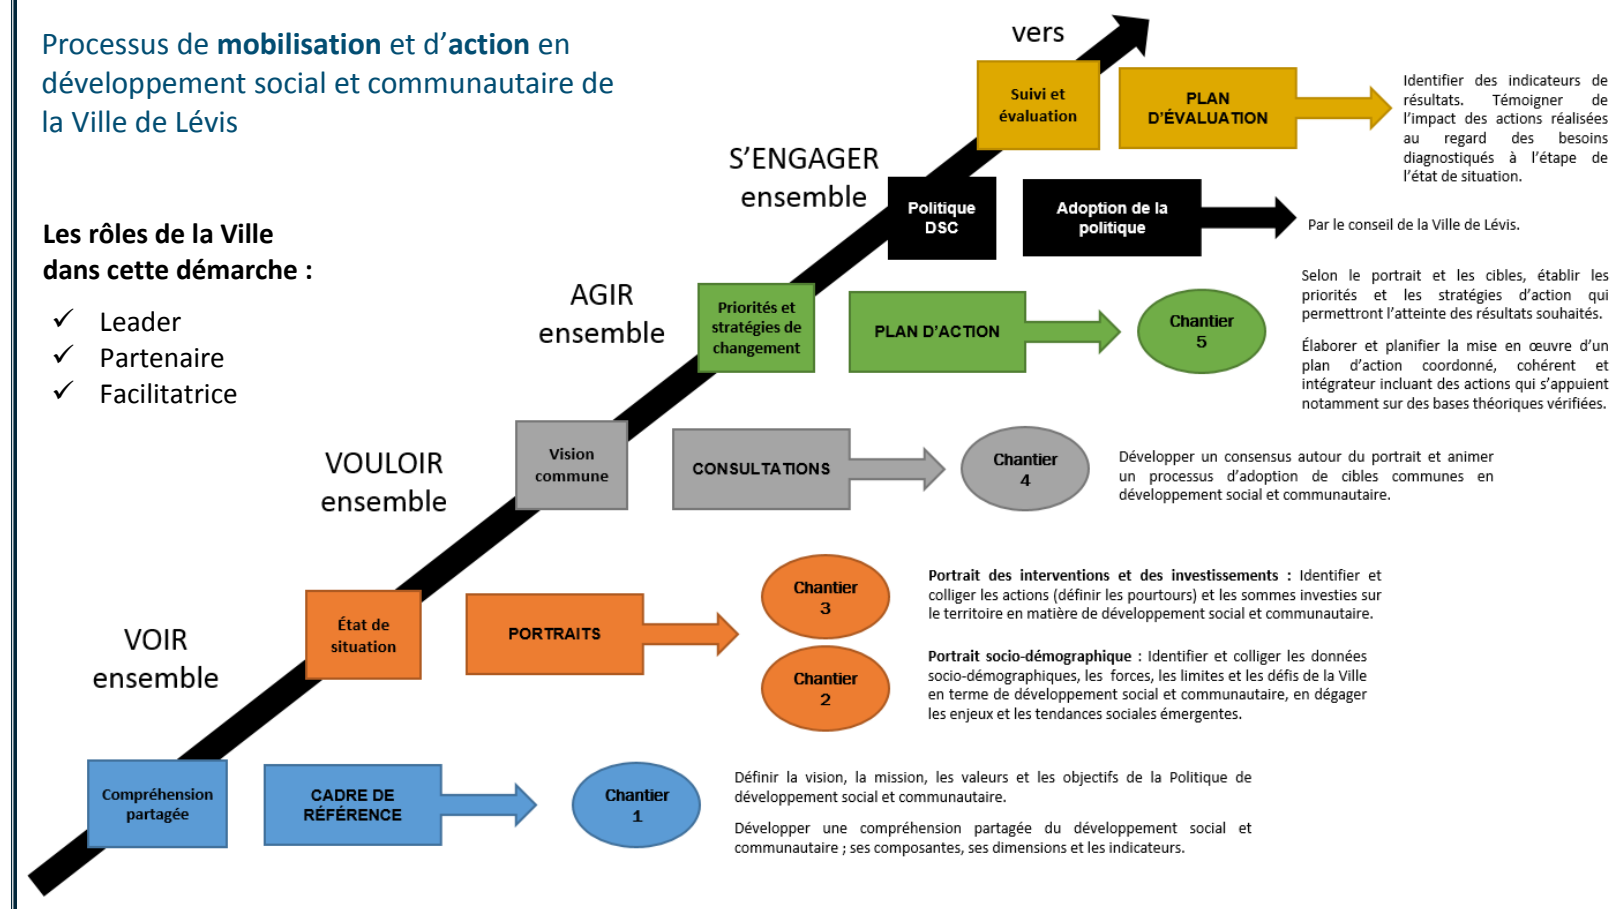 Processus de mobilisation et d'action en
développement social et communautaire de
la Ville de Lévis
Les rôles de la Ville
dans cette démarche :
✓ Leader
✓ Partenaire
✓ Facilitatrice
vers
Suivi et
évaluation
PLAN
D'ÉVALUATION
Identifier des indicateurs de
résultats. Témoigner de
l'impact des actions réalisées
au regard des besoins
diagnostiqués à l'étape de
l'état de situation.
S'ENGAGER
ensemble
Politique
DSC
Adoption de la
politique
Par le conseil de la Ville de Lévis.
AGIR
ensemble
Priorités et
stratégies de
changement
PLAN D'ACTION
Chantier
5
Selon le portrait et les cibles, établir les
priorités et les stratégies d'action qui
permettront l'atteinte des résultats souhaités.
Élaborer et planifier la mise en œuvre d'un
plan d'action coordonné, cohérent et
intégrateur incluant des actions qui s'appuient
notamment sur des bases théoriques vérifiées.
VOULOIR
ensemble
Vision
commune
CONSULTATIONS
Chantier
4
Développer un consensus autour du portrait et animer
un processus d'adoption de cibles communes en
développement social et communautaire.
VOIR
ensemble
État de
situation
PORTRAITS
Chantier
3
Portrait des interventions et des investissements : Identifier et
colliger les actions (définir les pourtours) et les sommes investies sur
le territoire en matière de développement social et communautaire.
Chantier
2
Portrait socio-démographique : Identifier et colliger les données
socio-démographiques, les forces, les limites et les défis de la Ville
en terme de développement social et communautaire, en dégager
les enjeux et les tendances sociales émergentes.
Compréhension
partagée
CADRE DE
RÉFÉRENCE
Chantier
1
Définir la vision, la mission, les valeurs et les objectifs de la Politique de
développement social et communautaire.
Développer une compréhension partagée du développement social et
communautaire ; ses composantes, ses dimensions et les indicateurs.